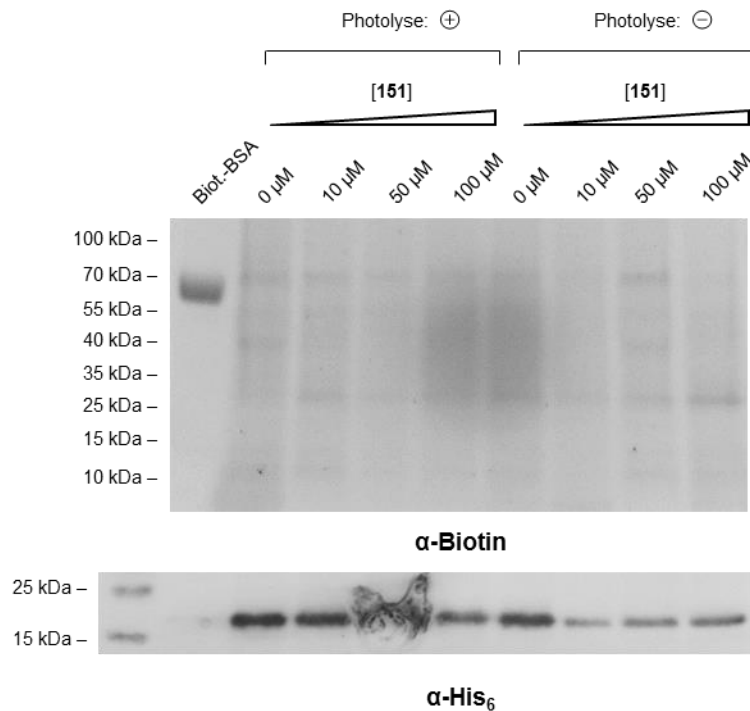 Photolyse: ⊕ Photolyse: ⊖
[151] [151]
Biot.-BSA 0 µM 10 µM 50 µM 100 µM 0 µM 10 µM 50 µM 100 µM
100 kDa –
70 kDa –
55 kDa –
40 kDa –
35 kDa –
25 kDa –
15 kDa –
10 kDa –
α-Biotin
25 kDa –
15 kDa –
α-His₆